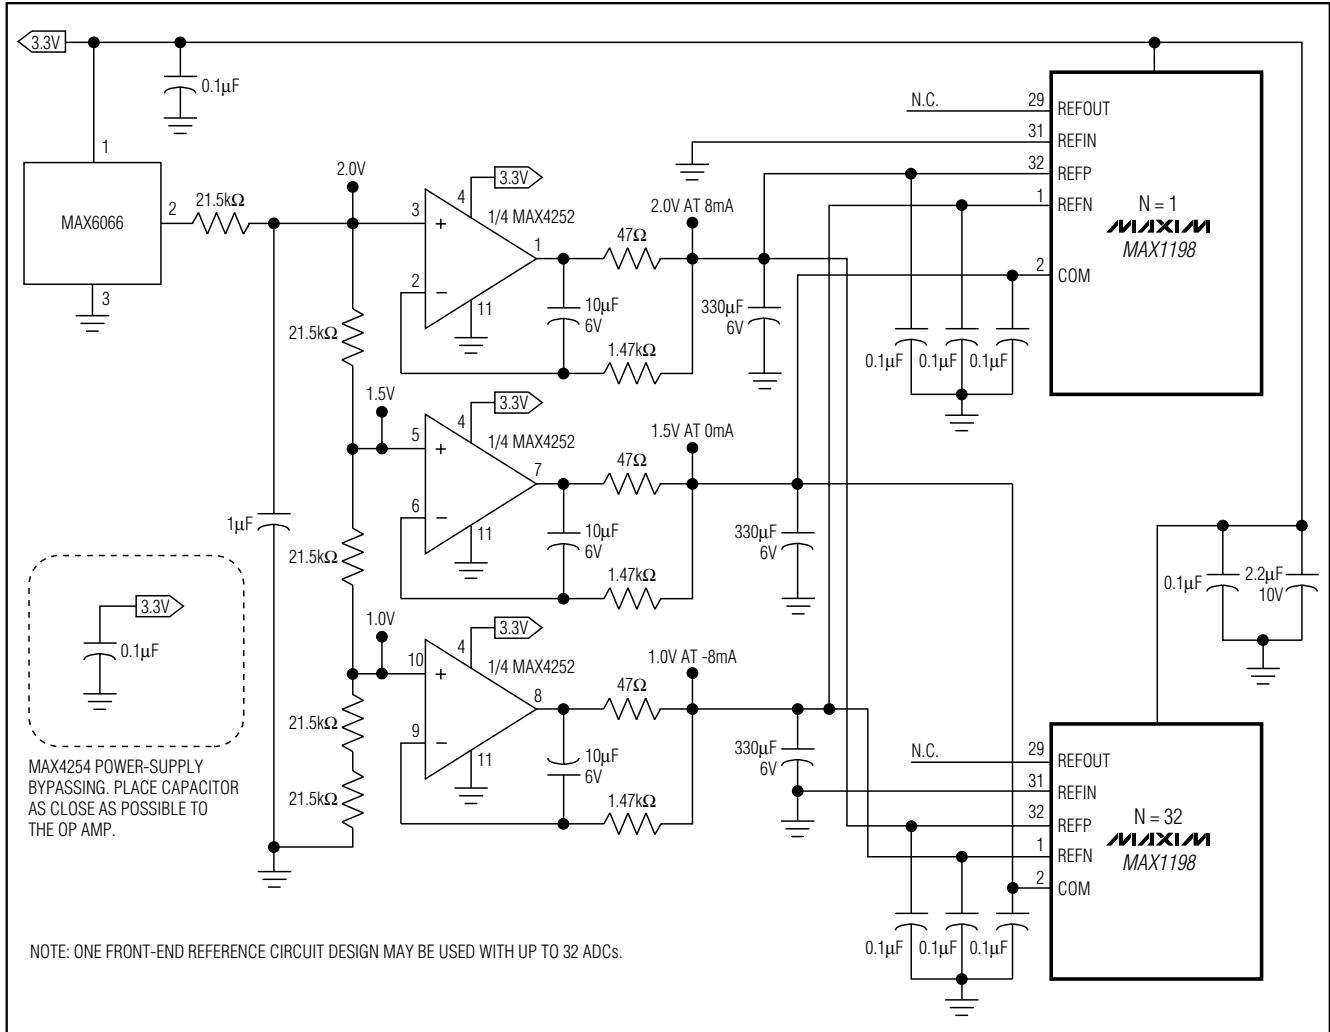 3.3V
0.1µF
1
MAX6066
2
3
21.5kΩ
2.0V
21.5kΩ
1µF
21.5kΩ
21.5kΩ
21.5kΩ
3
+
2
−
4
3.3V
1/4 MAX4252
1
11
10µF
6V
47Ω
1.47kΩ
2.0V AT 8mA
330µF
6V
1.5V
5
+
6
−
4
3.3V
1/4 MAX4252
7
11
10µF
6V
47Ω
1.47kΩ
1.5V AT 0mA
330µF
6V
1.0V
10
+
9
−
4
3.3V
1/4 MAX4252
8
11
10µF
6V
47Ω
1.47kΩ
1.0V AT -8mA
330µF
6V
N.C.
29
REFOUT
31
REFIN
32
REFP
1
REFN
2
COM
N = 1
MAXIM
MAX1198
0.1µF
0.1µF
0.1µF
0.1µF
2.2µF
10V
N.C.
29
REFOUT
31
REFIN
32
REFP
1
REFN
2
COM
N = 32
MAXIM
MAX1198
0.1µF
0.1µF
0.1µF
3.3V
0.1µF
MAX4254 POWER-SUPPLY
BYPASSING. PLACE CAPACITOR
AS CLOSE AS POSSIBLE TO
THE OP AMP.
NOTE: ONE FRONT-END REFERENCE CIRCUIT DESIGN MAY BE USED WITH UP TO 32 ADCs.